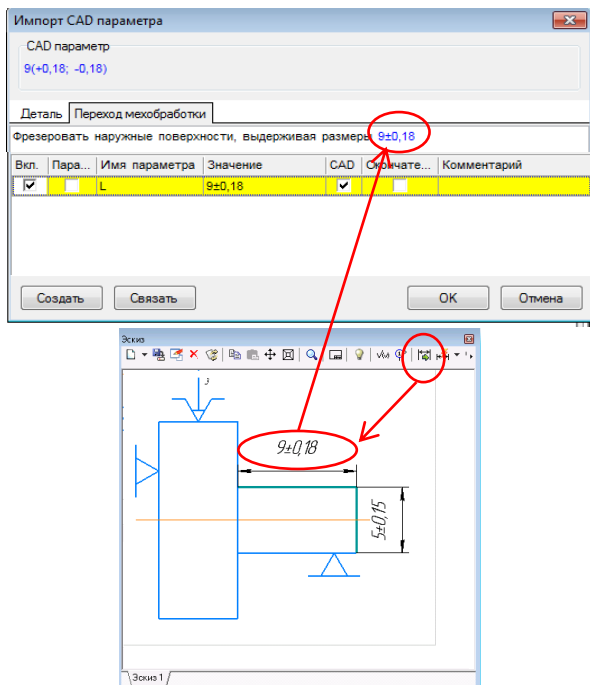 Импорт CAD параметра
CAD параметр
9(+0,18; -0,18)
Деталь Переход мехобработки
Фрезеровать наружные поверхности, выдерживая размеры 9±0,18
Вкл. Пара... Имя параметра Значение CAD Скончате... Комментарий
L 9±0,18
Создать Связать OK Отмена
Эскиз
9±0,18
5±0,15
Эскиз 1